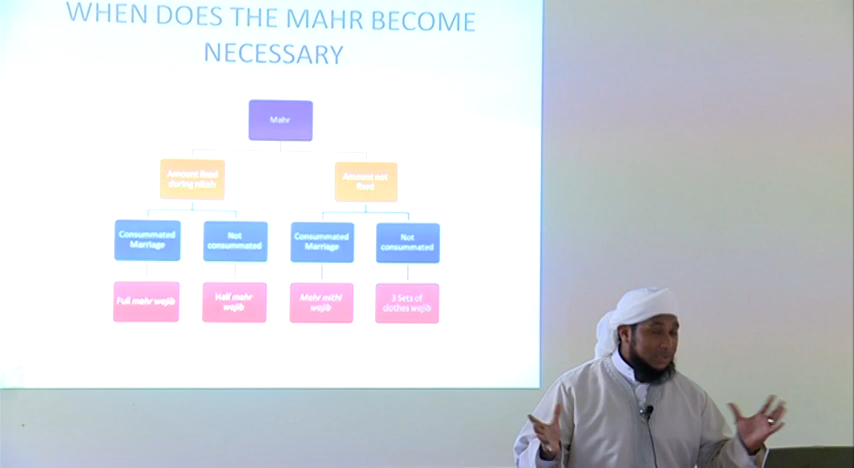 WHEN DOES THE MAHR BECOME
NECESSARY
Mahr
Amount fixed
during nikah
Amount not
fixed
Consummated
Marriage
Not
consummated
Consummated
Marriage
Not
consummated
Full mahr wajib
Half mahr
wajib
Mahr mithl
wajib
3 Sets of
clothes wajib